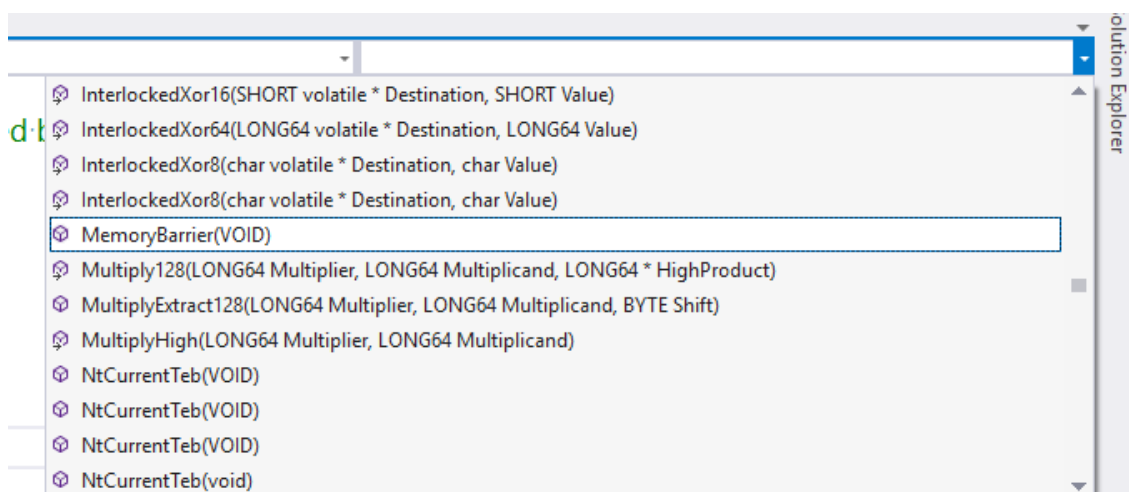 InterlockedXor16(SHORT volatile * Destination, SHORT Value)
d b
InterlockedXor64(LONG64 volatile * Destination, LONG64 Value)
InterlockedXor8(char volatile * Destination, char Value)
InterlockedXor8(char volatile * Destination, char Value)
MemoryBarrier(VOID)
Multiply128(LONG64 Multiplier, LONG64 Multiplicand, LONG64 * HighProduct)
MultiplyExtract128(LONG64 Multiplier, LONG64 Multiplicand, BYTE Shift)
MultiplyHigh(LONG64 Multiplier, LONG64 Multiplicand)
NtCurrentTeb(VOID)
NtCurrentTeb(VOID)
NtCurrentTeb(VOID)
NtCurrentTeb(void)
olution Explorer